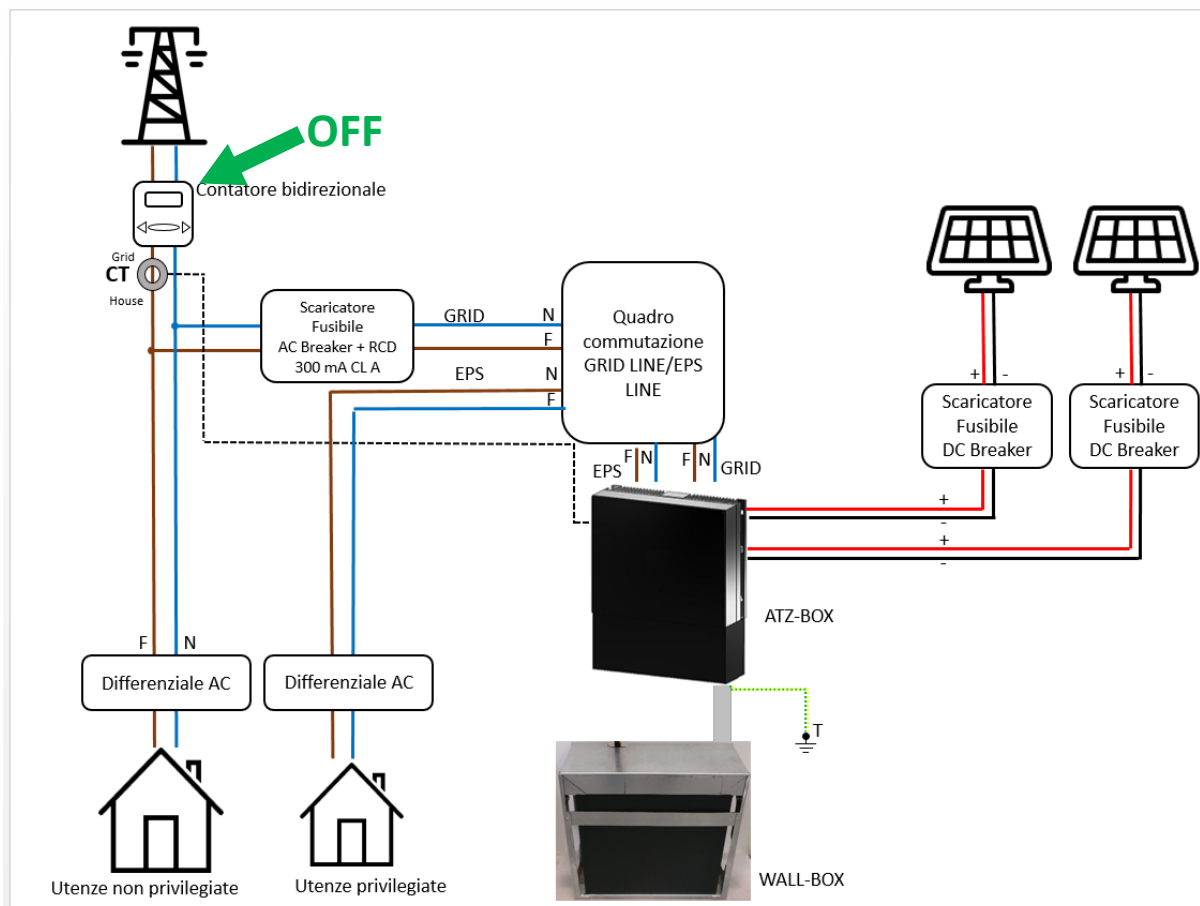 OFF
Contatore bidirezionale
Grid
CT
House
Scaricatore
Fusibile
AC Breaker + RCD
300 mA CL A
GRID
N
F
EPS
N
F
Quadro
commutazione
GRID LINE/EPS
LINE
EPS
F
N
F
N
GRID
+
-
+
-
Scaricatore
Fusibile
DC Breaker
Scaricatore
Fusibile
DC Breaker
+
-
+
-
ATZ-BOX
F
N
Differenziale AC
Differenziale AC
T
Utenze non privilegiate
Utenze privilegiate
WALL-BOX